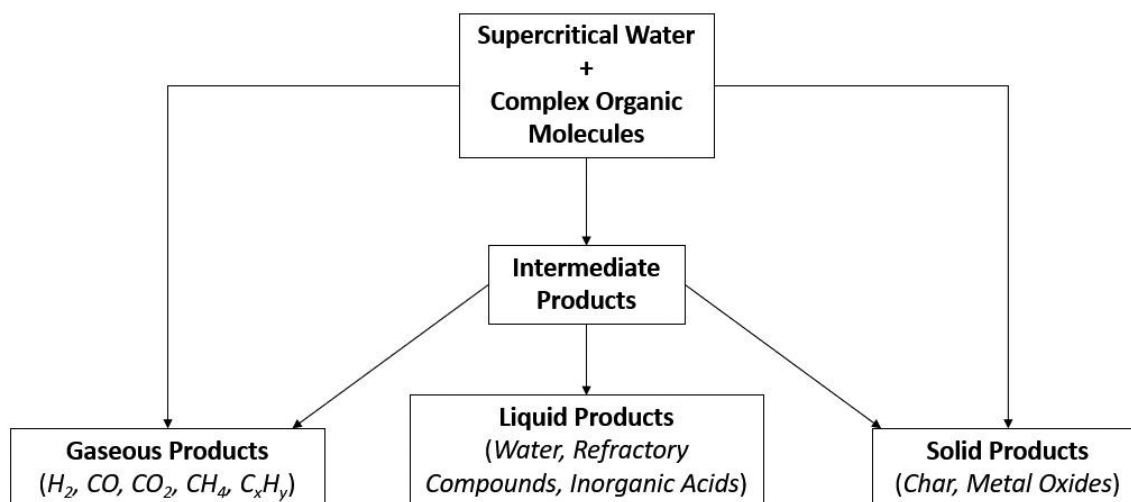 Supercritical Water
+
Complex Organic
Molecules
Intermediate
Products
Gaseous Products
(H₂, CO, CO₂, CH₄, CₓHᵧ)
Liquid Products
(Water, Refractory
Compounds, Inorganic Acids)
Solid Products
(Char, Metal Oxides)